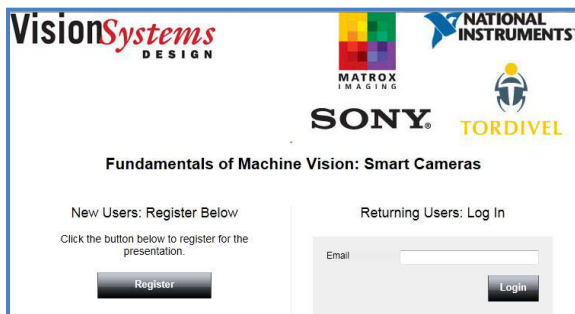 VisionSystems
DESIGN
MATROX
IMAGING
NATIONAL
INSTRUMENTS
SONY
TORDIVEL
Fundamentals of Machine Vision: Smart Cameras
New Users: Register Below
Click the button below to register for the
presentation.
Register
Returning Users: Log In
Email
Login